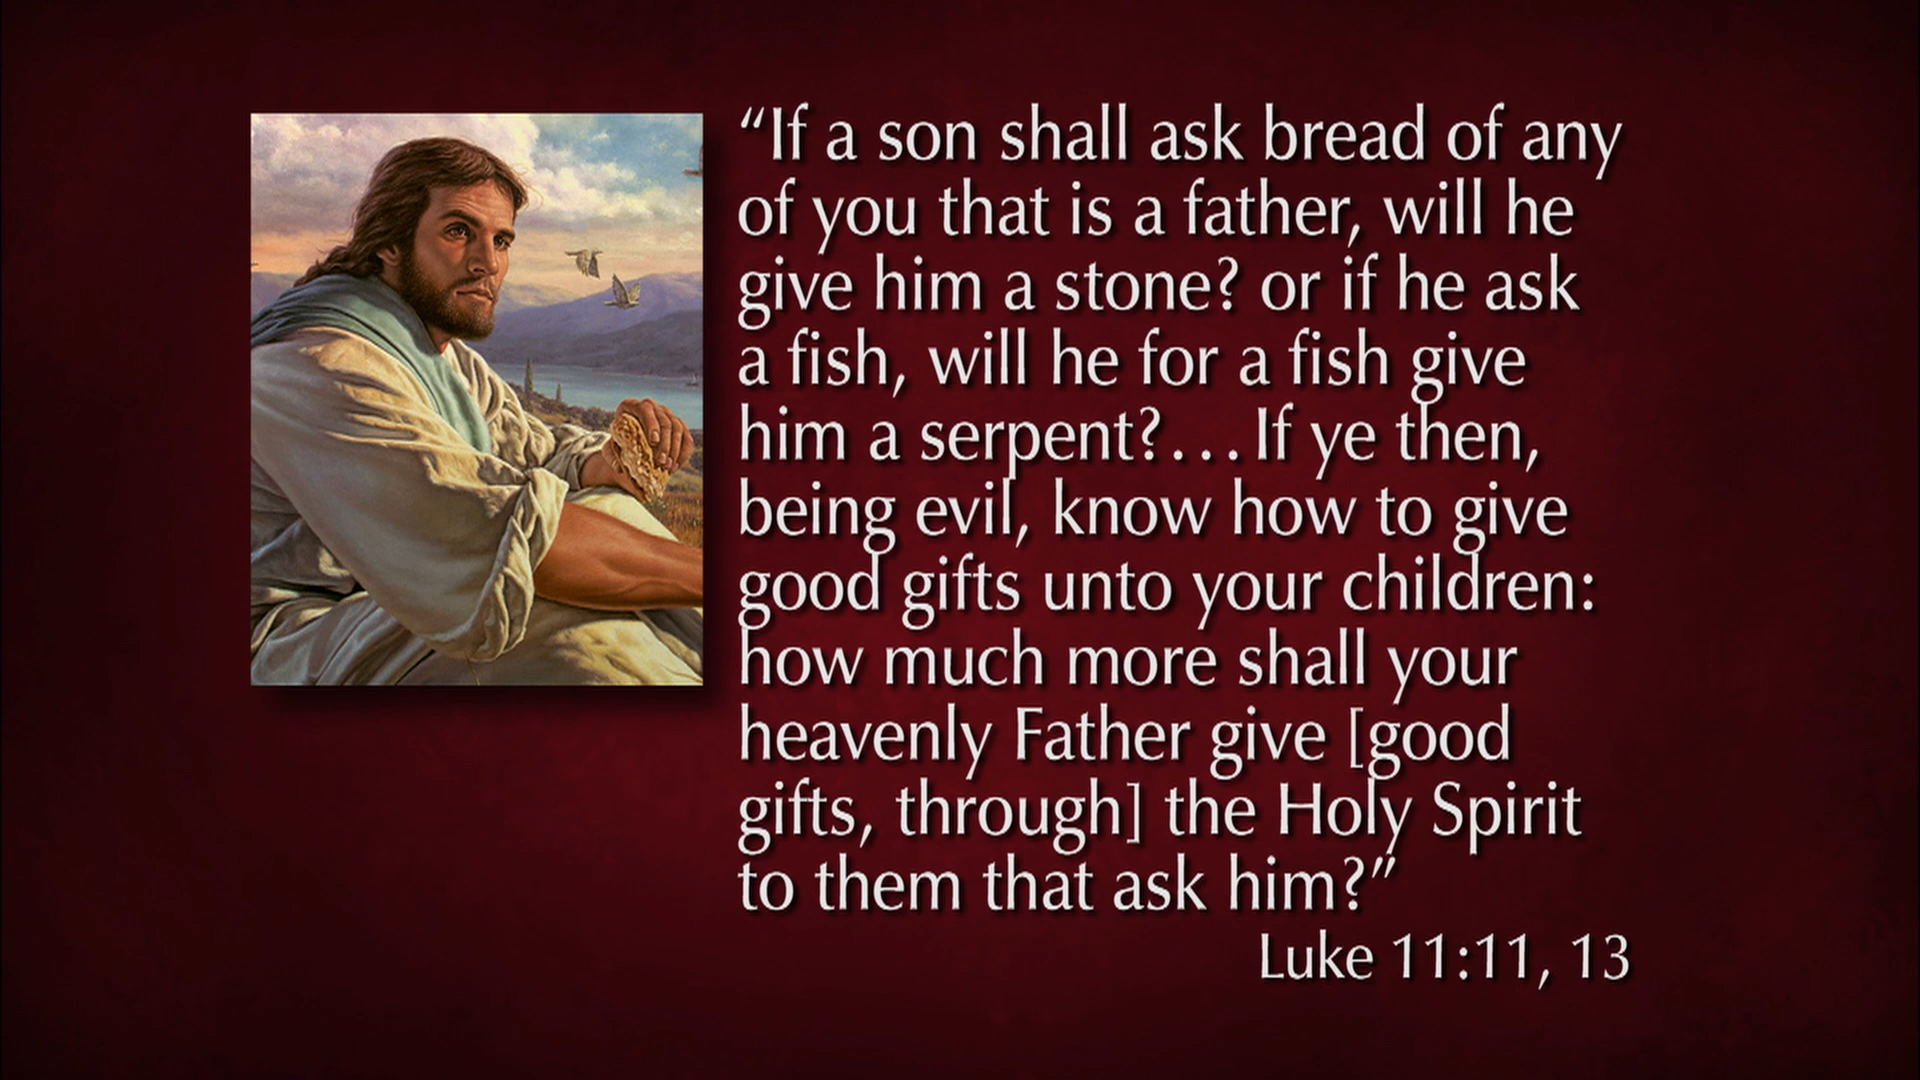 “If a son shall ask bread of any
of you that is a father, will he
give him a stone? or if he ask
a fish, will he for a fish give
him a serpent?…If ye then,
being evil, know how to give
good gifts unto your children:
how much more shall your
heavenly Father give [good
gifts, through] the Holy Spirit
to them that ask him?”
Luke 11:11, 13